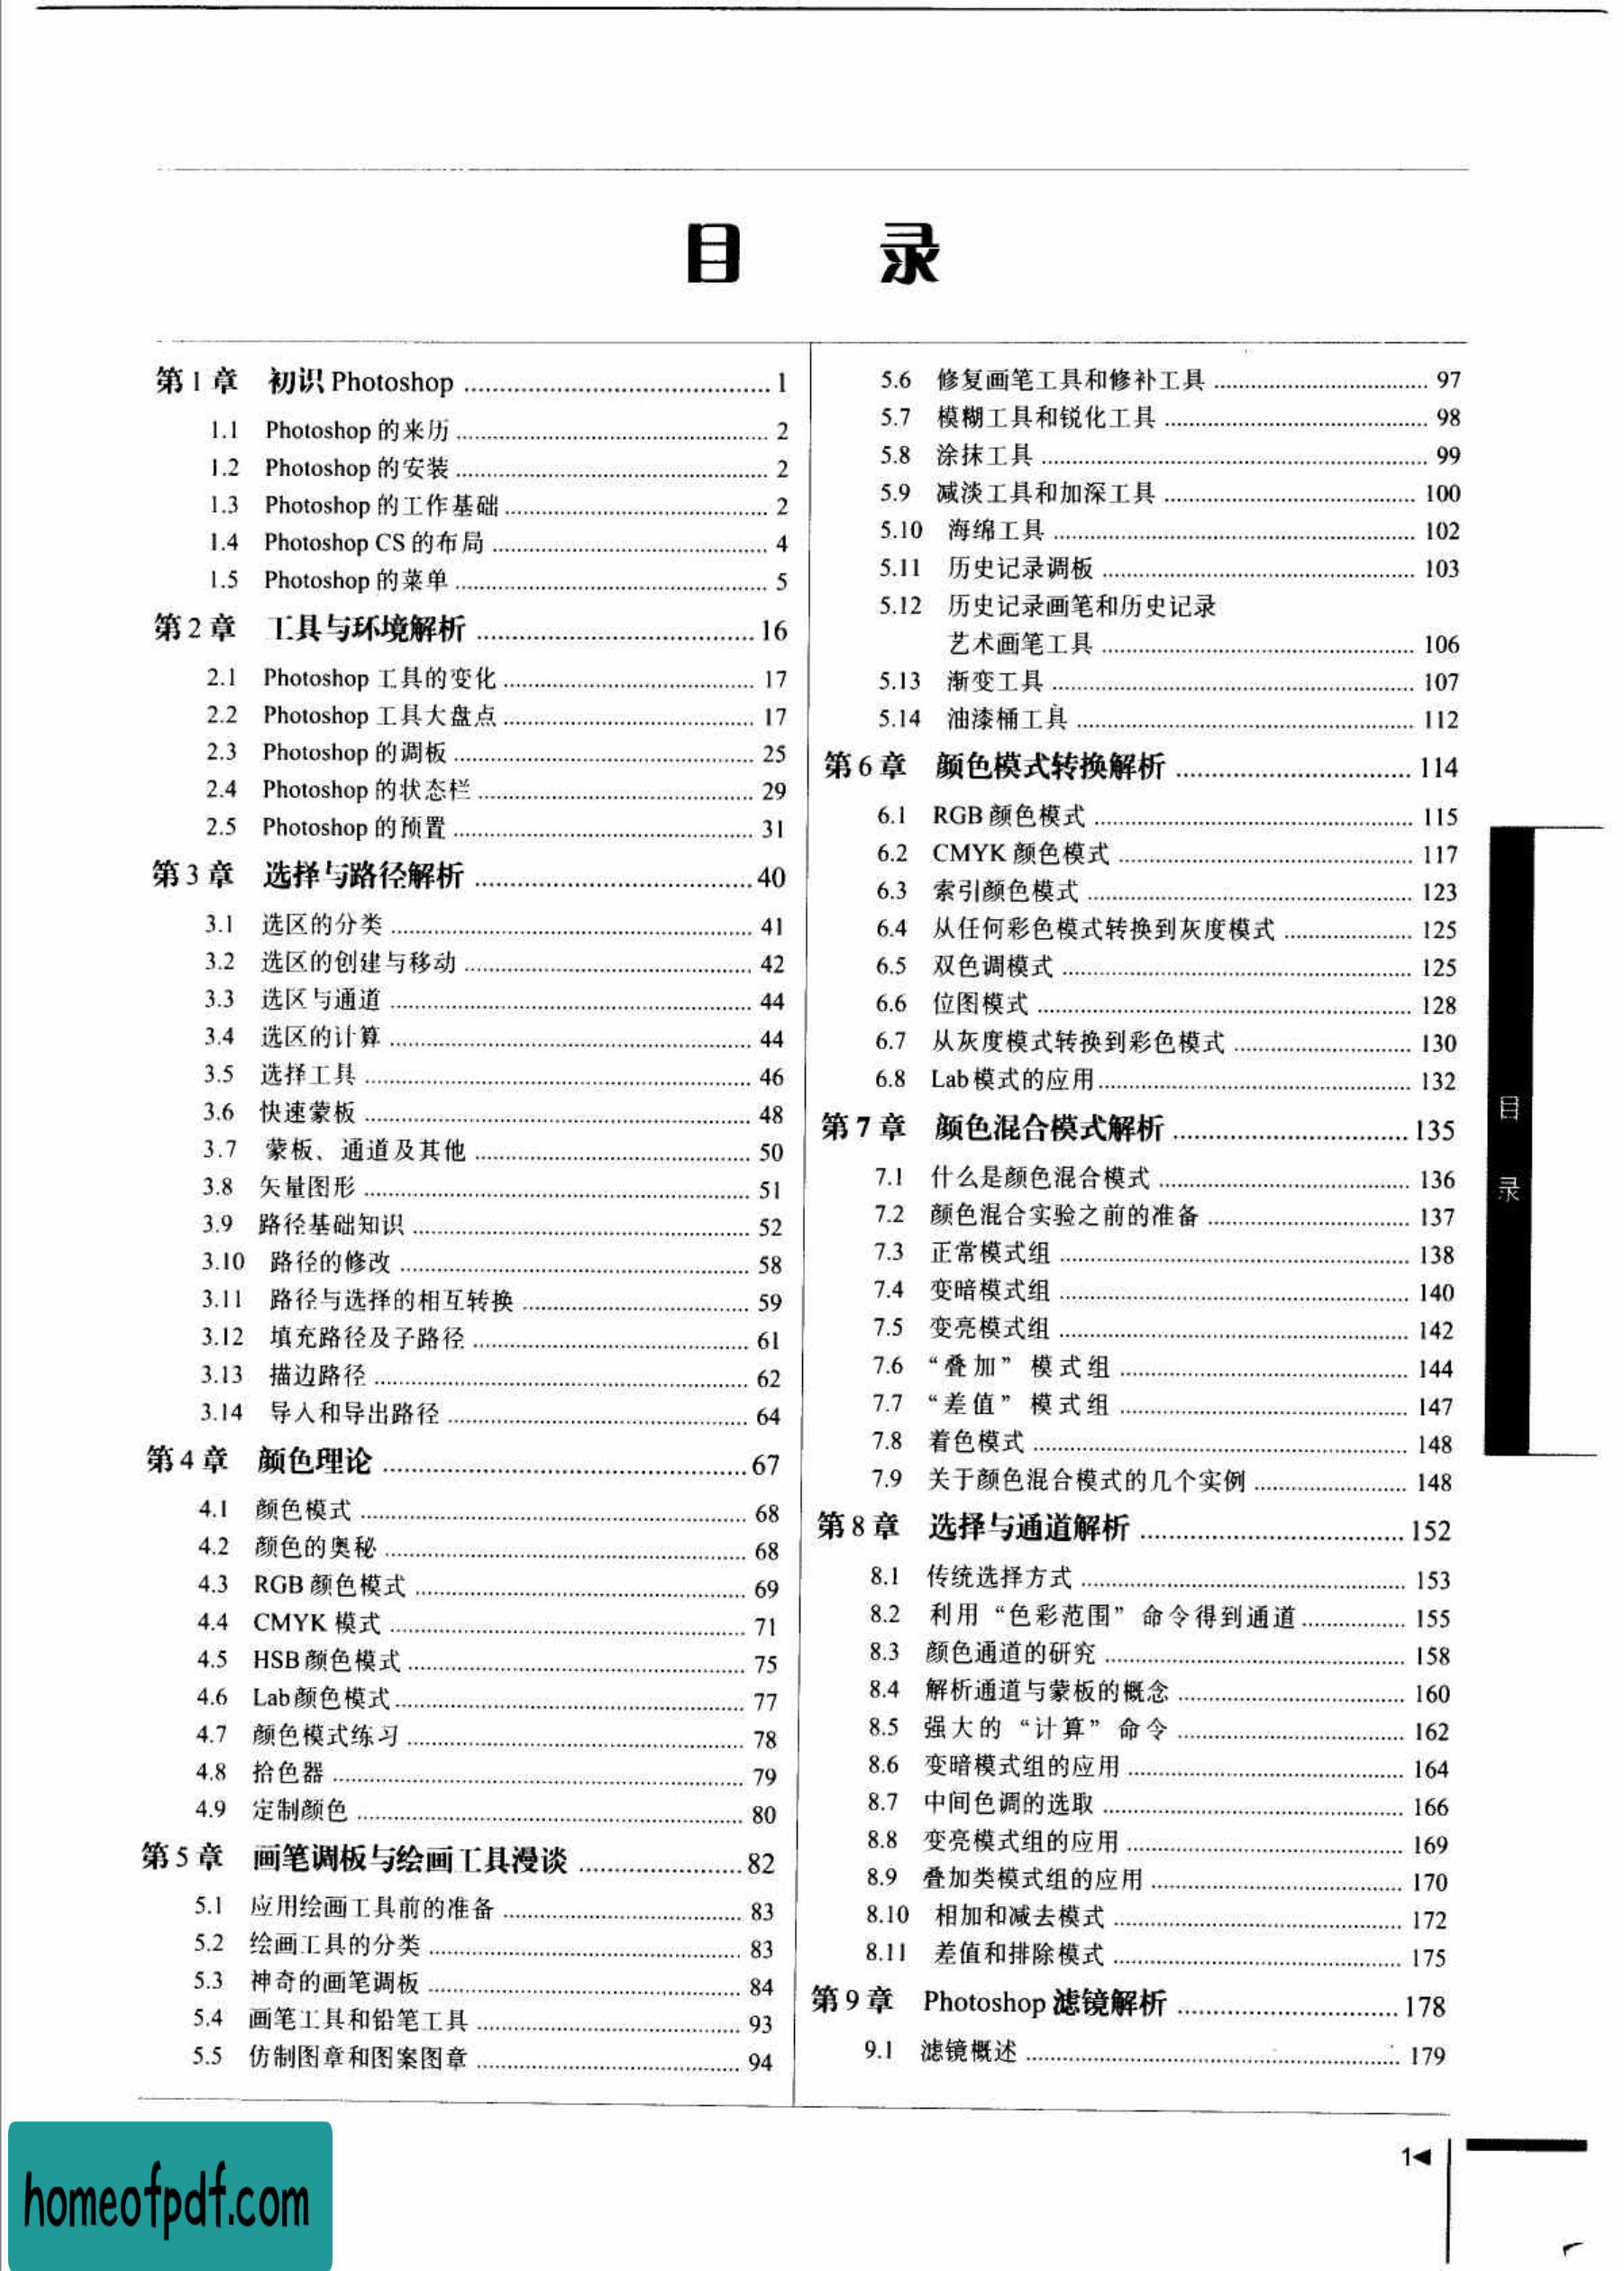 目 录
第1章 初识 Photoshop ........ 1
1.1 Photoshop 的来历 ........ 2
1.2 Photoshop 的安装 ........ 2
1.3 Photoshop 的工作基础 ........ 2
1.4 Photoshop CS 的布局 ........ 4
1.5 Photoshop 的菜单 ........ 5
第2章 工具与环境解析 ........ 16
2.1 Photoshop 工具的变化 ........ 17
2.2 Photoshop 工具大盘点 ........ 17
2.3 Photoshop 的调板 ........ 25
2.4 Photoshop 的状态栏 ........ 29
2.5 Photoshop 的预置 ........ 31
第3章 选择与路径解析 ........ 40
3.1 选区的分类 ........ 41
3.2 选区的创建与移动 ........ 42
3.3 选区与通道 ........ 44
3.4 选区的计算 ........ 44
3.5 选择工具 ........ 46
3.6 快速蒙板 ........ 48
3.7 蒙板、通道及其他 ........ 50
3.8 矢量图形 ........ 51
3.9 路径基础知识 ........ 52
3.10 路径的修改 ........ 58
3.11 路径与选择的相互转换 ........ 59
3.12 填充路径及子路径 ........ 61
3.13 描边路径 ........ 62
3.14 导入和导出路径 ........ 64
第4章 颜色理论 ........ 67
4.1 颜色模式 ........ 68
4.2 颜色的奥秘 ........ 68
4.3 RGB 颜色模式 ........ 69
4.4 CMYK 模式 ........ 71
4.5 HSB 颜色模式 ........ 75
4.6 Lab 颜色模式 ........ 77
4.7 颜色模式练习 ........ 78
4.8 拾色器 ........ 79
4.9 定制颜色 ........ 80
第5章 画笔调板与绘画工具漫谈 ........ 82
5.1 应用绘画工具前的准备 ........ 83
5.2 绘画工具的分类 ........ 83
5.3 神奇的画笔调板 ........ 84
5.4 画笔工具和铅笔工具 ........ 93
5.5 仿制图章和图案图章 ........ 94
5.6 修复画笔工具和修补工具 ........ 97
5.7 模糊工具和锐化工具 ........ 98
5.8 涂抹工具 ........ 99
5.9 减淡工具和加深工具 ........ 100
5.10 海绵工具 ........ 102
5.11 历史记录调板 ........ 103
5.12 历史记录画笔和历史记录
艺术画笔工具 ........ 106
5.13 渐变工具 ........ 107
5.14 油漆桶工具 ........ 112
第6章 颜色模式转换解析 ........ 114
6.1 RGB 颜色模式 ........ 115
6.2 CMYK 颜色模式 ........ 117
6.3 索引颜色模式 ........ 123
6.4 从任何彩色模式转换到灰度模式 ........ 125
6.5 双色调模式 ........ 125
6.6 位图模式 ........ 128
6.7 从灰度模式转换到彩色模式 ........ 130
6.8 Lab 模式的应用 ........ 132
第7章 颜色混合模式解析 ........ 135
7.1 什么是颜色混合模式 ........ 136
7.2 颜色混合实验之前的准备 ........ 137
7.3 正常模式组 ........ 138
7.4 变暗模式组 ........ 140
7.5 变亮模式组 ........ 142
7.6 “叠加” 模式组 ........ 144
7.7 “差值” 模式组 ........ 147
7.8 着色模式 ........ 148
7.9 关于颜色混合模式的几个实例 ........ 148
第8章 选择与通道解析 ........ 152
8.1 传统选择方式 ........ 153
8.2 利用“色彩范围”命令得到通道 ........ 155
8.3 颜色通道的研究 ........ 158
8.4 解析通道与蒙板的概念 ........ 160
8.5 强大的“计算”命令 ........ 162
8.6 变暗模式组的应用 ........ 164
8.7 中间色调的选取 ........ 166
8.8 变亮模式组的应用 ........ 169
8.9 叠加类模式组的应用 ........ 170
8.10 相加和减去模式 ........ 172
8.11 差值和排除模式 ........ 175
第9章 Photoshop 滤镜解析 ........ 178
9.1 滤镜概述 ........ 179
目 录
1◀
homeofpdf.com